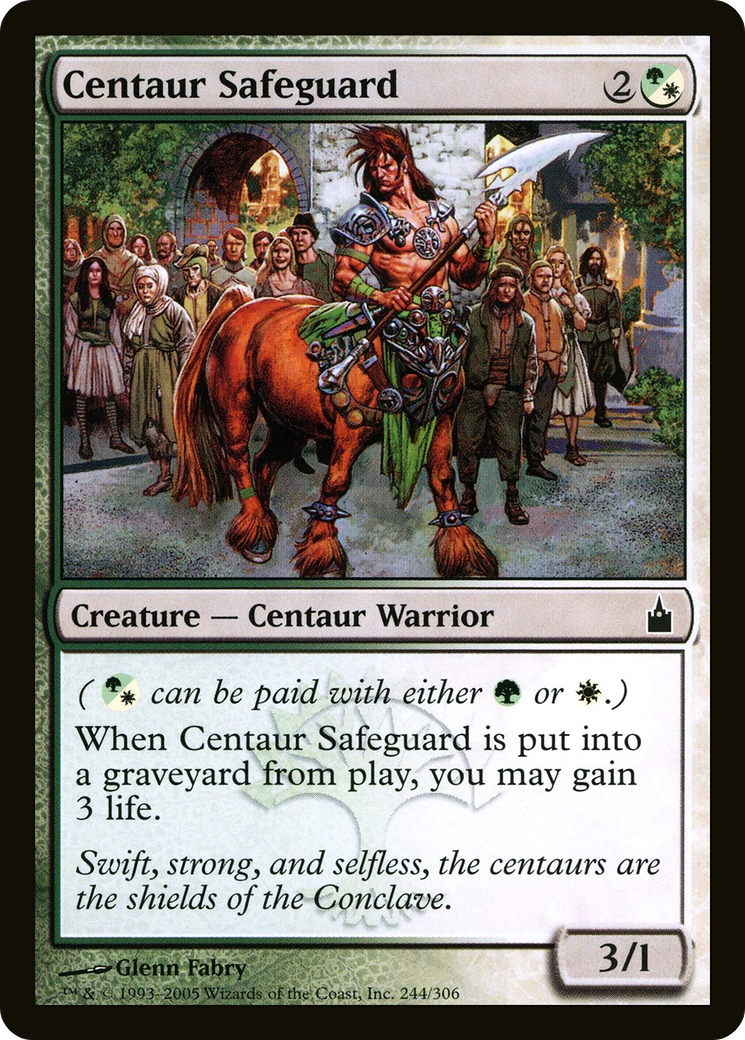 Centaur Safeguard 2
Creature — Centaur Warrior
( can be paid with either or .)
When Centaur Safeguard is put into
a graveyard from play, you may gain
3 life.
Swift, strong, and selfless, the centaurs are
the shields of the Conclave.
3/1
Glenn Fabry
™ & © 1993–2005 Wizards of the Coast, Inc. 244/306